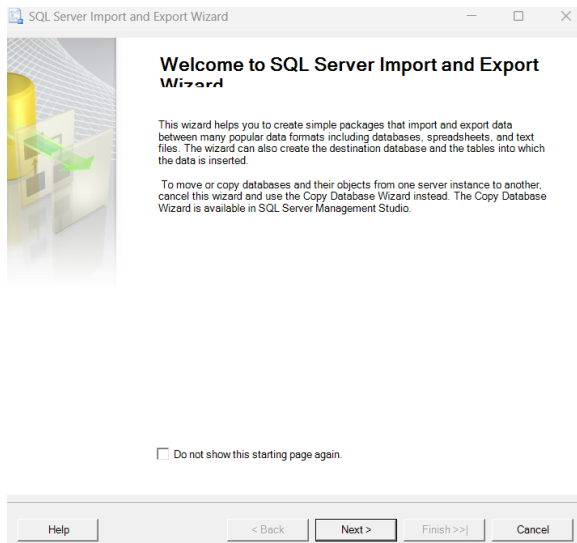 SQL Server Import and Export Wizard
Welcome to SQL Server Import and Export
Wizard
This wizard helps you to create simple packages that import and export data
between many popular data formats including databases, spreadsheets, and text
files. The wizard can also create the destination database and the tables into which
the data is inserted.
To move or copy databases and their objects from one server instance to another,
cancel this wizard and use the Copy Database Wizard instead. The Copy Database
Wizard is available in SQL Server Management Studio.
Do not show this starting page again.
Help < Back Next > Finish >>| Cancel